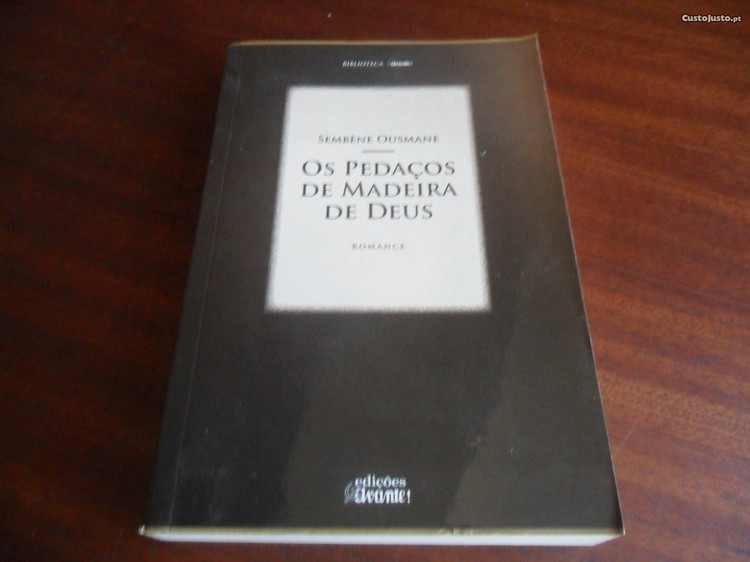 CustoJusto.pt
BIBLIOTECA
SEMBÈNE OUSMANE
OS PEDAÇOS
DE MADEIRA
DE DEUS
ROMANCE
edições
Avante!